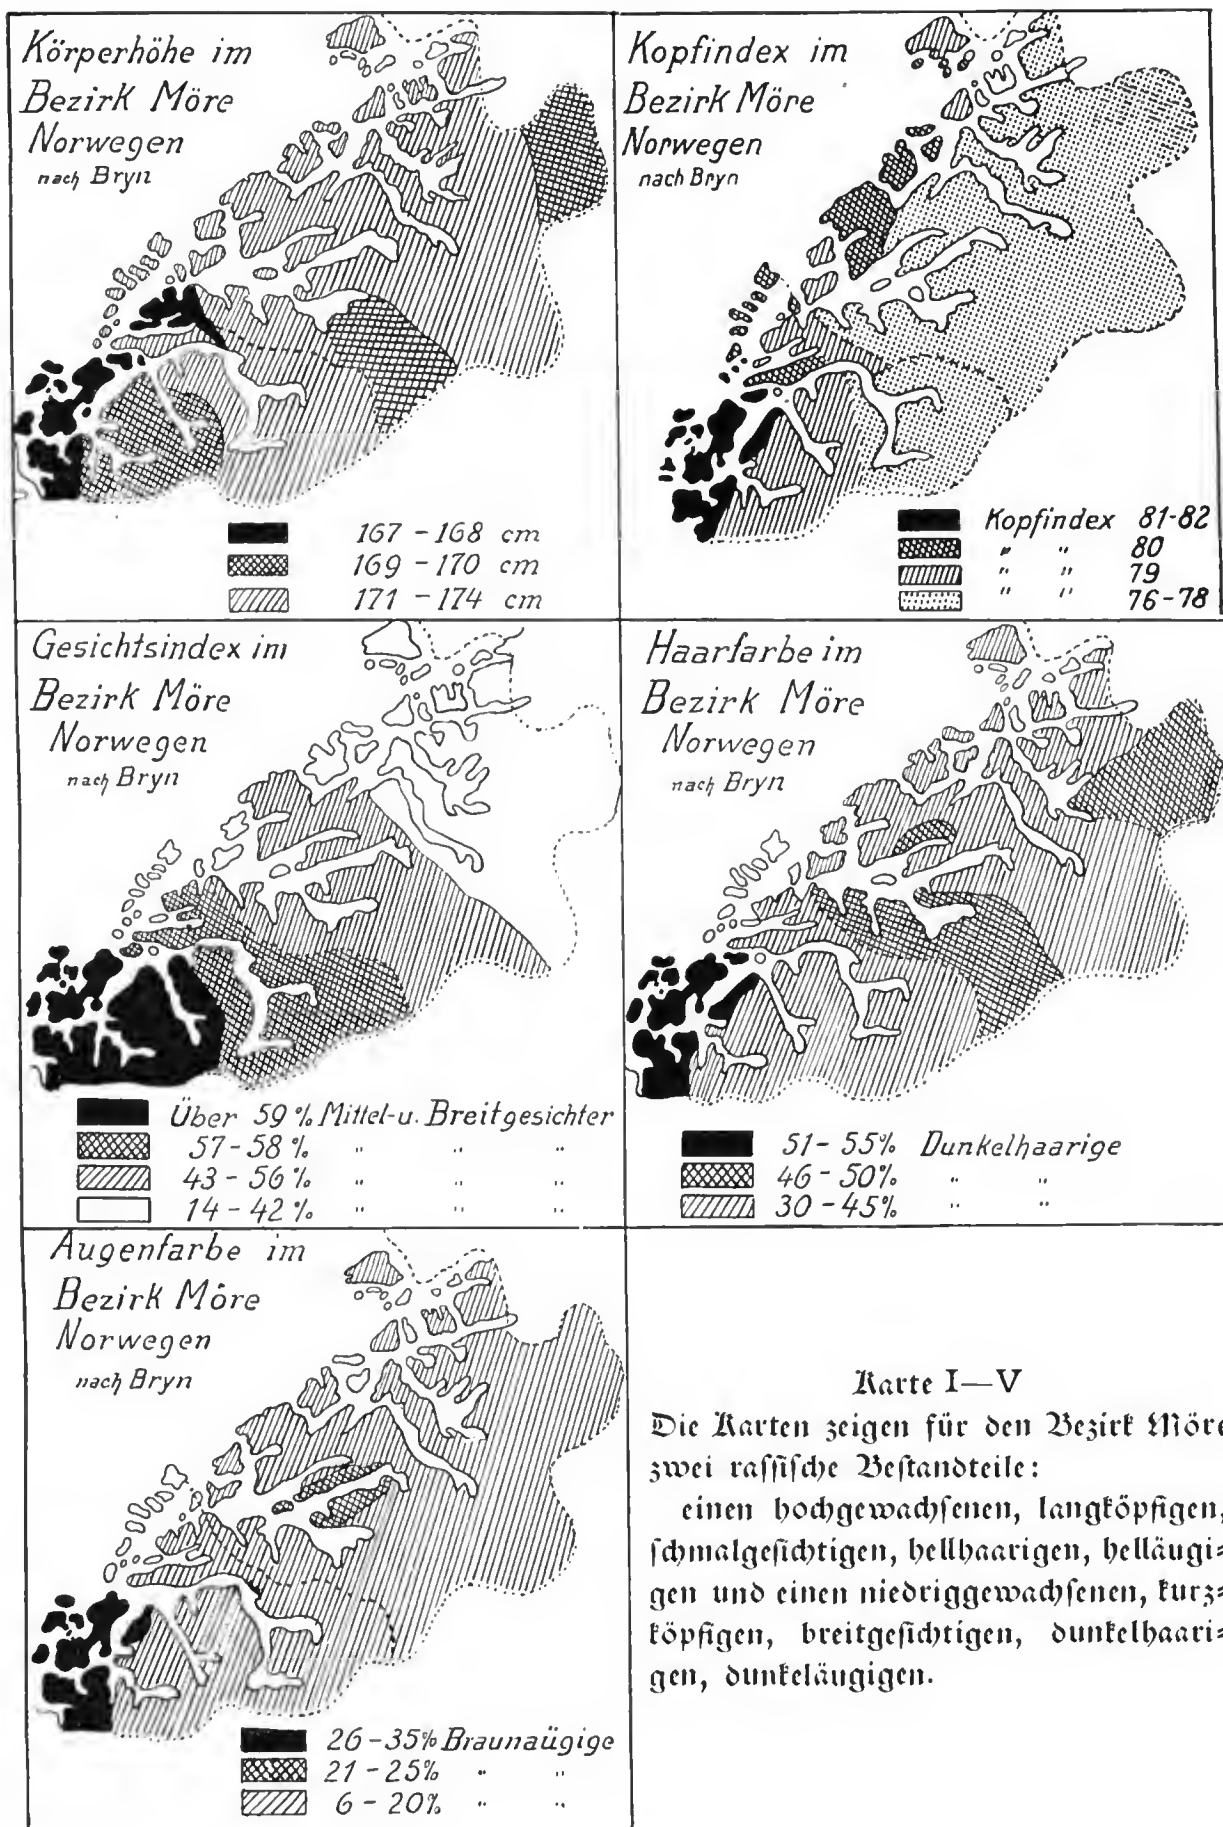 Körperhöhe im
Bezirk Möre
Norwegen
nach Bryn
167 – 168 cm
169 – 170 cm
171 – 174 cm
Kopfindex im
Bezirk Möre
Norwegen
nach Bryn
Kopfindex 81-82
" " 80
" " 79
" " 76-78
Gesichtsindex im
Bezirk Möre
Norwegen
nach Bryn
Über 59 % Mittel-u. Breitgesichter
57 – 58 % " " "
43 – 56 % " " "
14 – 42 % " " "
Haarfarbe im
Bezirk Möre
Norwegen
nach Bryn
51 – 55% Dunkelhaarige
46 – 50% " "
30 – 45% " "
Augenfarbe im
Bezirk Möre
Norwegen
nach Bryn
26 – 35% Braunaügige
21 – 25% " "
6 – 20% " "
Karte I—V
Die Karten zeigen für den Bezirk Möre
zwei rassische Bestandteile:
einen hochgewachsenen, langköpfigen,
schmalgesichtigen, hellhaarigen, helläugi=
gen und einen niedriggewachsenen, kurz=
köpfigen, breitgesichtigen, dunkelhaari=
gen, dunkeläugigen.